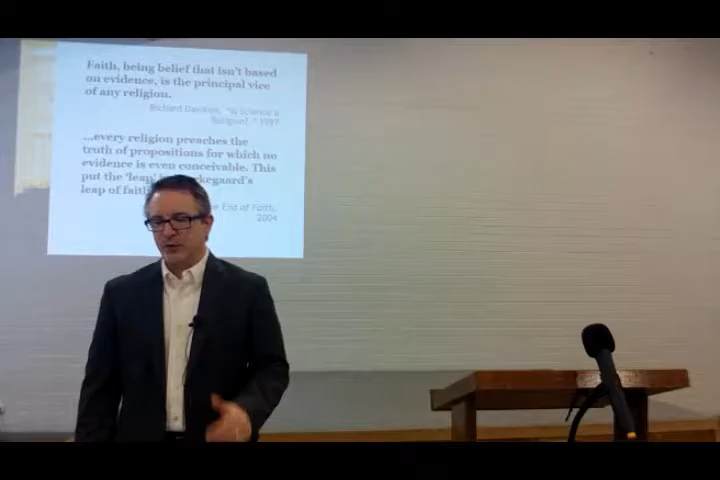 Faith, being belief that isn't based
on evidence, is the principal vice
of any religion.
Richard Dawkins, "Is Science a
Religion?," 1997
...every religion preaches the
truth of propositions for which no
evidence is even conceivable. This
put the 'leap'
leap of faith
End of Faith,
2004